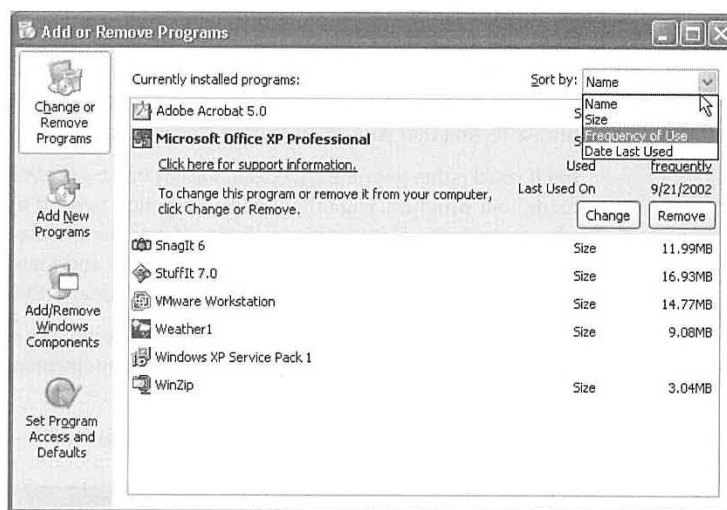 Add or Remove Programs
Change or
Remove
Programs
Add New
Programs
Add/Remove
Windows
Components
Set Program
Access and
Defaults
Currently installed programs:
Sort by: Name
Name
Size
Frequency of Use
Date Last Used
Adobe Acrobat 5.0
Microsoft Office XP Professional
Click here for support information.
Used frequently
To change this program or remove it from your computer,
click Change or Remove.
Last Used On 9/21/2002
Change Remove
SnagIt 6 Size 11.99MB
StuffIt 7.0 Size 16.93MB
VMware Workstation Size 14.77MB
Weather1 Size 9.08MB
Windows XP Service Pack 1
WinZip Size 3.04MB